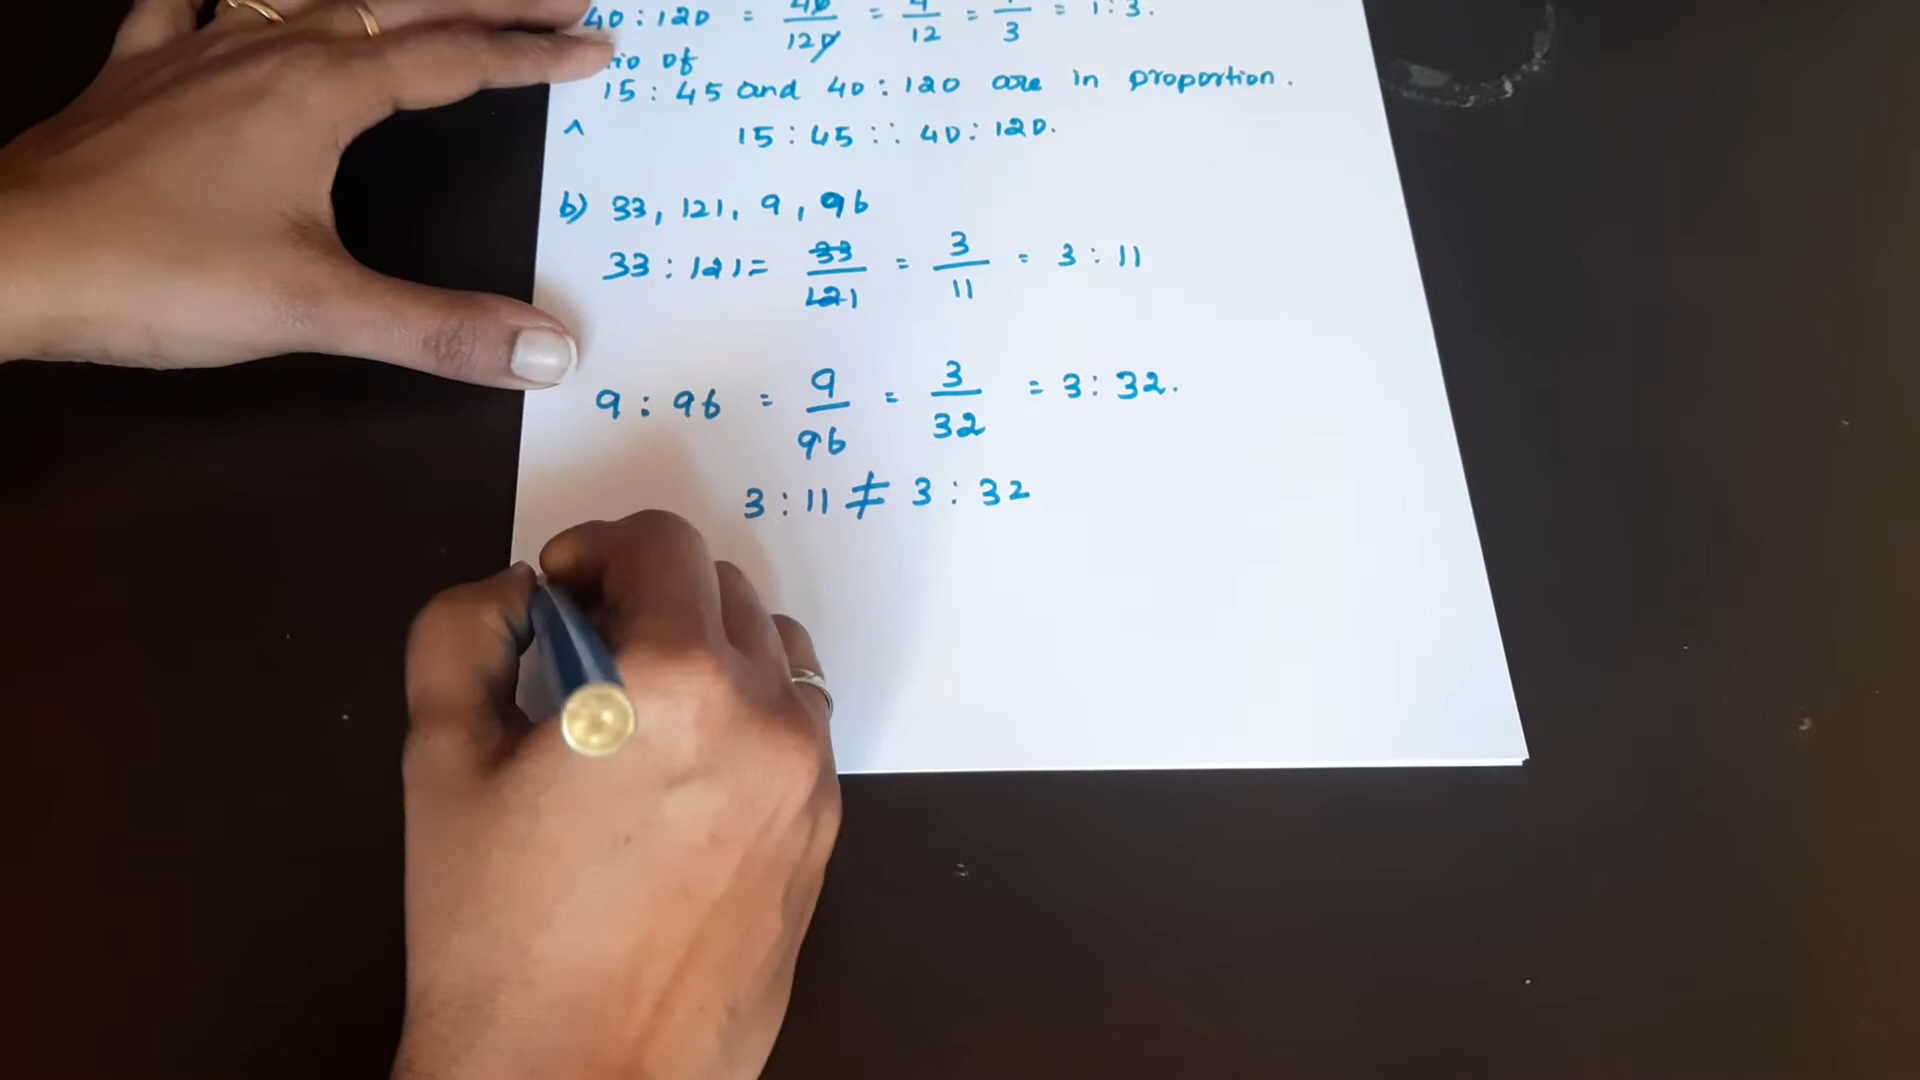 40 : 120 = 40/120 = 4/12 = /3 = 1 : 3.
of
15 : 45 and 40 : 120 are in proportion.
^ 15 : 45 :: 40 : 120.
b) 33, 121, 9, 96
33 : 121 = 33/121 = 3/11 = 3 : 11
9 : 96 = 9/96 = 3/32 = 3 : 32.
3 : 11 ≠ 3 : 32